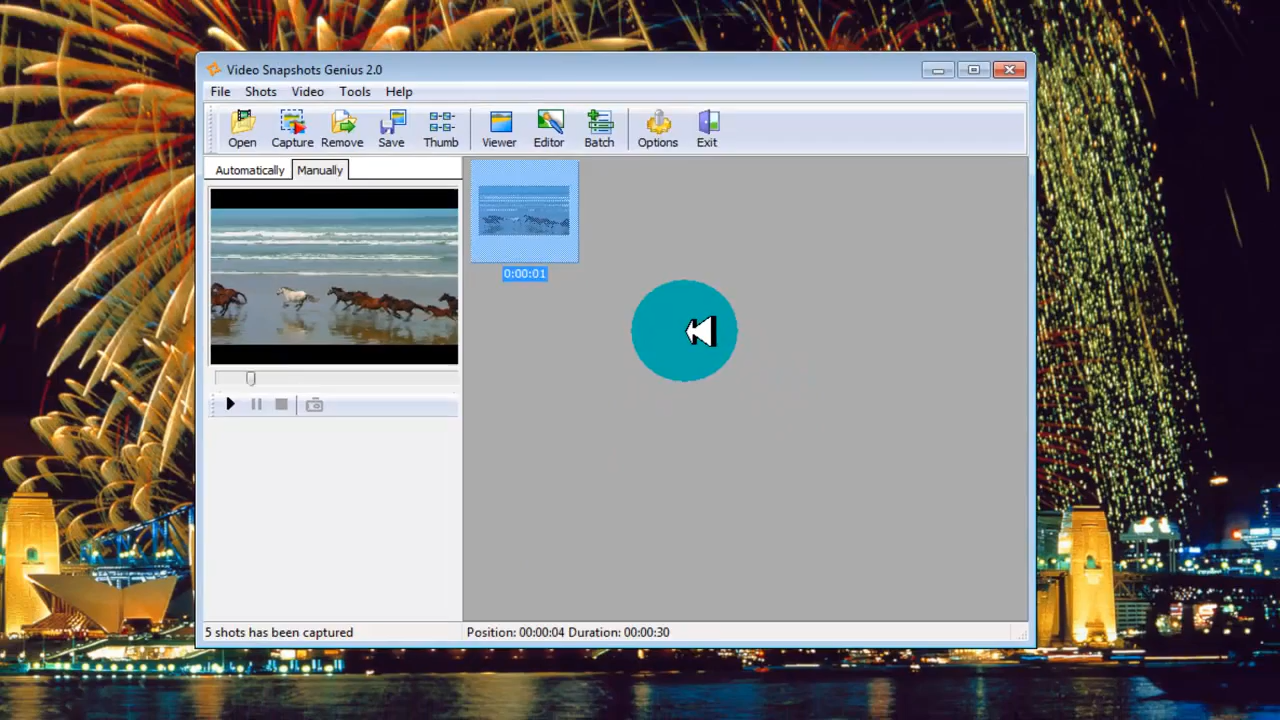 Video Snapshots Genius 2.0
File Shots Video Tools Help
Open Capture Remove Save Thumb Viewer Editor Batch Options Exit
Automatically Manually
0:00:01
5 shots has been captured Position: 00:00:04 Duration: 00:00:30